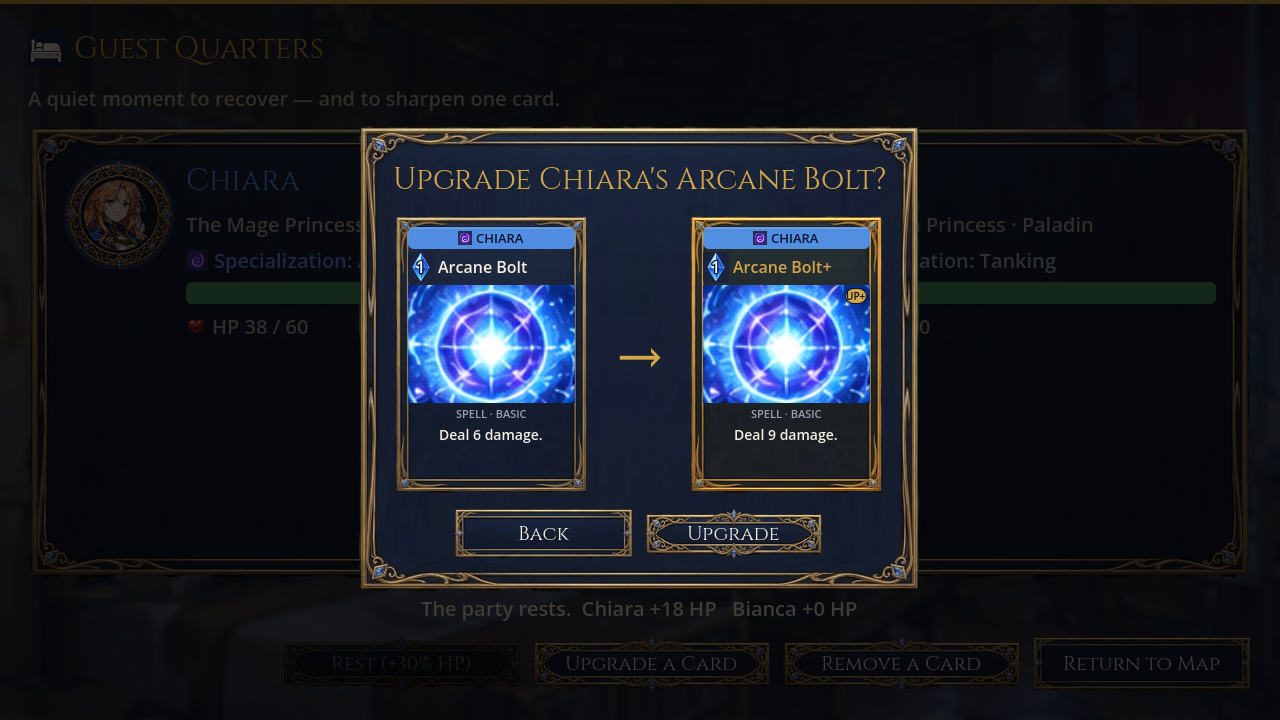 Guest Quarters
A quiet moment to recover — and to sharpen one card.
Chiara
The Mage Princess
Specialization:
HP 38 / 60
Princess · Paladin
Tanking
Upgrade Chiara's Arcane Bolt?
CHIARA
1 Arcane Bolt
SPELL · BASIC
Deal 6 damage.
→
CHIARA
1 Arcane Bolt+
UP+
SPELL · BASIC
Deal 9 damage.
Back
Upgrade
The party rests. Chiara +18 HP Bianca +0 HP
Rest (+30% HP)
Upgrade a Card
Remove a Card
Return to Map